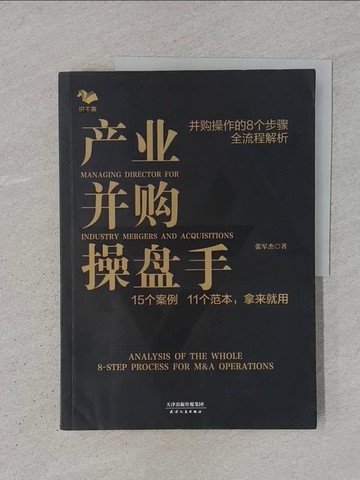 并购操作的8个步骤
全流程解析
产业
MANAGING DIRECTOR FOR
并购
INDUSTRY MERGERS AND ACQUISITIONS
张军杰◎著
操盘手
15个案例 11个范本，拿来就用
ANALYSIS OF THE WHOLE
8-STEP PROCESS FOR M&A OPERATIONS
天津出版传媒集团
天津人民出版社